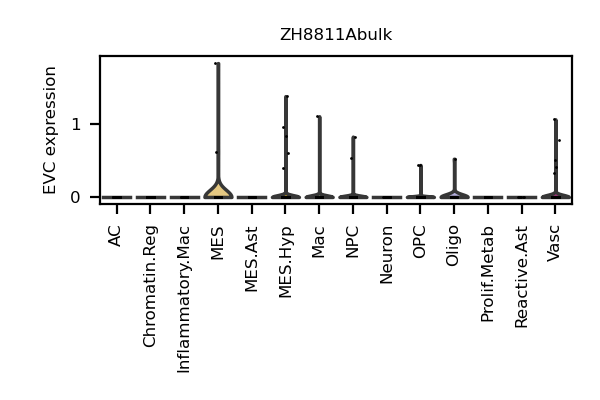 ZH8811Abulk
EVC expression
1
0
AC
Chromatin.Reg
Inflammatory.Mac
MES
MES.Ast
MES.Hyp
Mac
NPC
Neuron
OPC
Oligo
Prolif.Metab
Reactive.Ast
Vasc